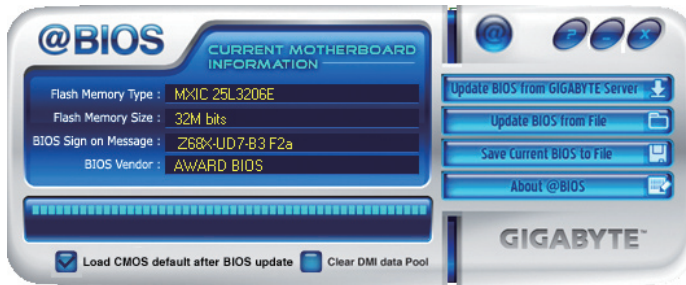 @BIOS
CURRENT MOTHERBOARD
INFORMATION
Flash Memory Type : MXIC 25L3206E
Flash Memory Size : 32M bits
BIOS Sign on Message : Z68X-UD7-B3 F2a
BIOS Vendor : AWARD BIOS
Load CMOS default after BIOS update Clear DMI data Pool
@ ? _ X
Update BIOS from GIGABYTE Server
Update BIOS from File
Save Current BIOS to File
About @BIOS
GIGABYTE™